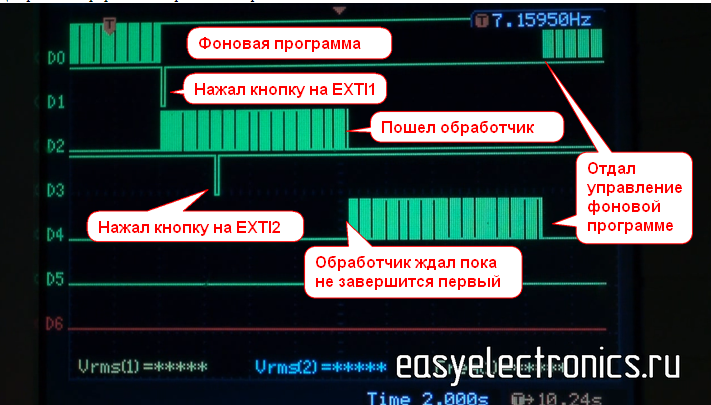 7.15950Hz
Фоновая программа
D0
Нажал кнопку на EXTI1
D1
Пошел обработчик
D2
Отдал
управление
фоновой
программе
D3
Нажал кнопку на EXTI2
D4
Обработчик ждал пока
не завершится первый
D5
D6
Vrms(1)=***** Vrms(2)=*****
easyelectronics.ru
Time 2.000s T→10.24s